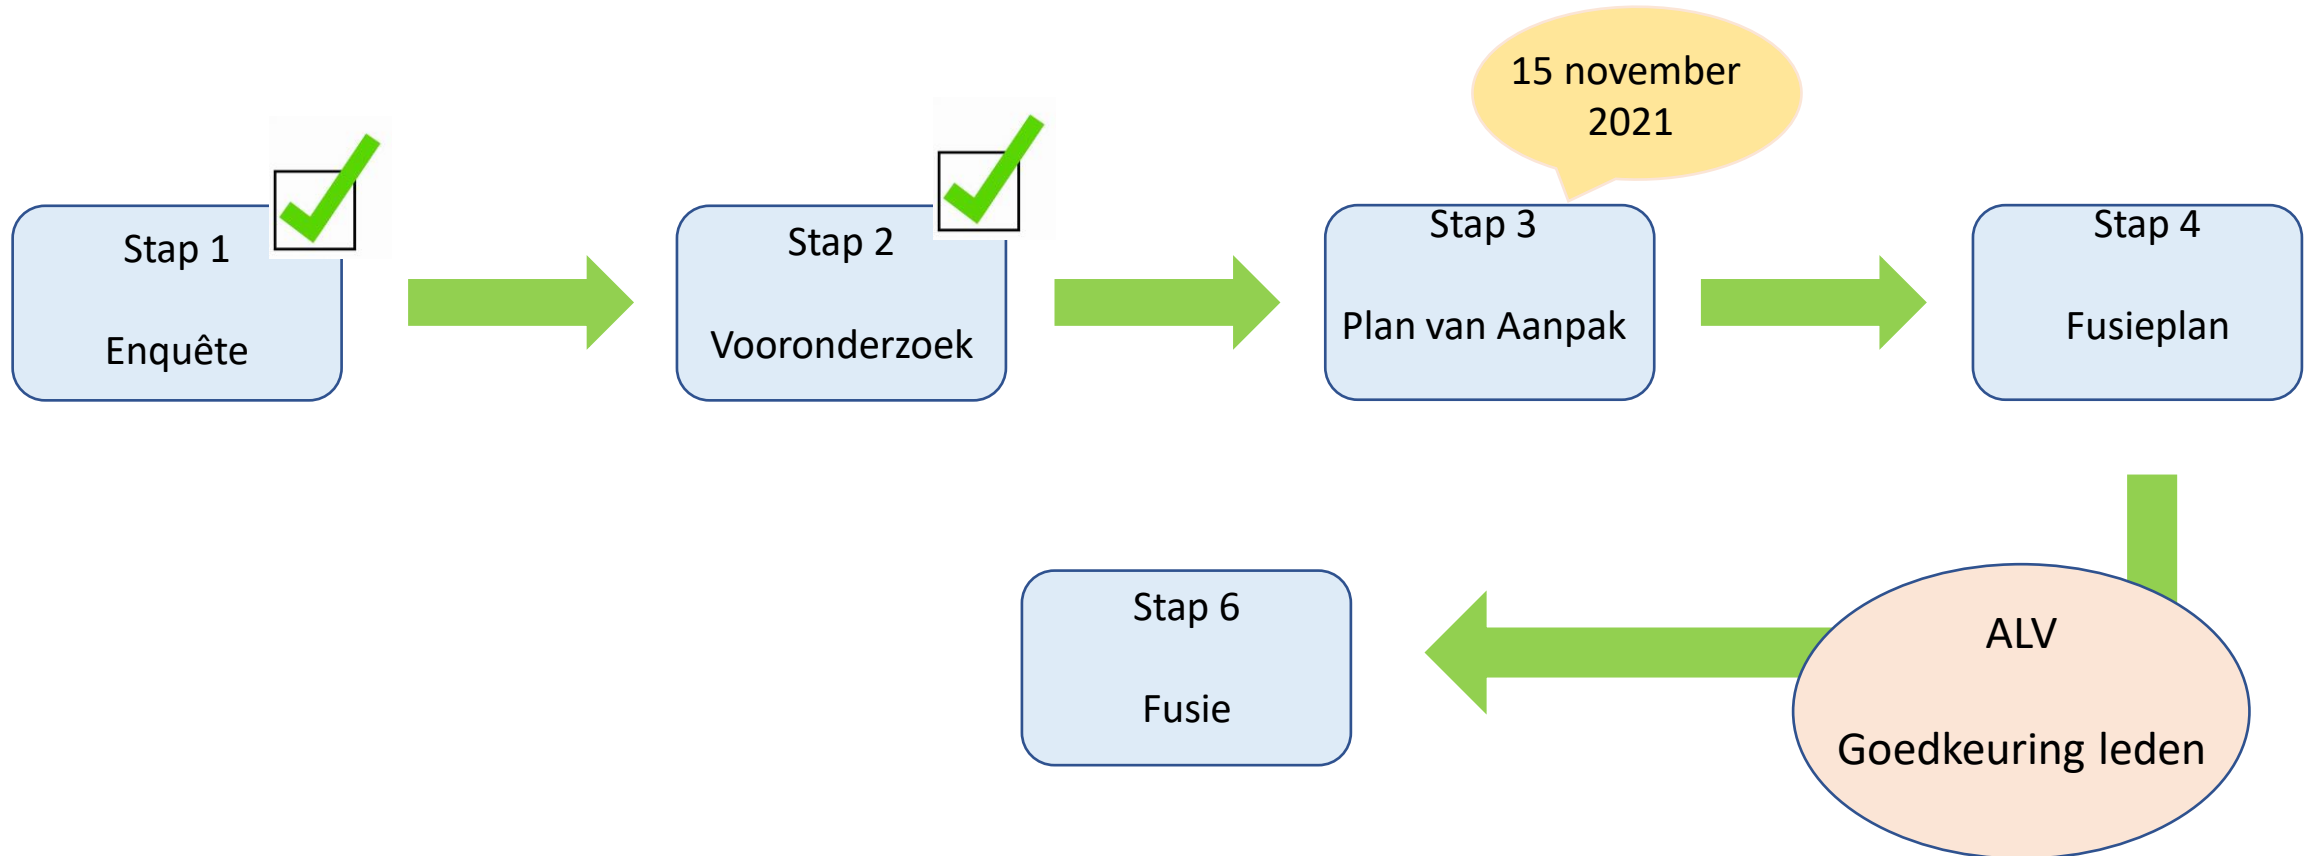 15 november
2021
Stap 1
Enquête
Stap 2
Vooronderzoek
Stap 3
Plan van Aanpak
Stap 4
Fusieplan
ALV
Goedkeuring leden
Stap 6
Fusie